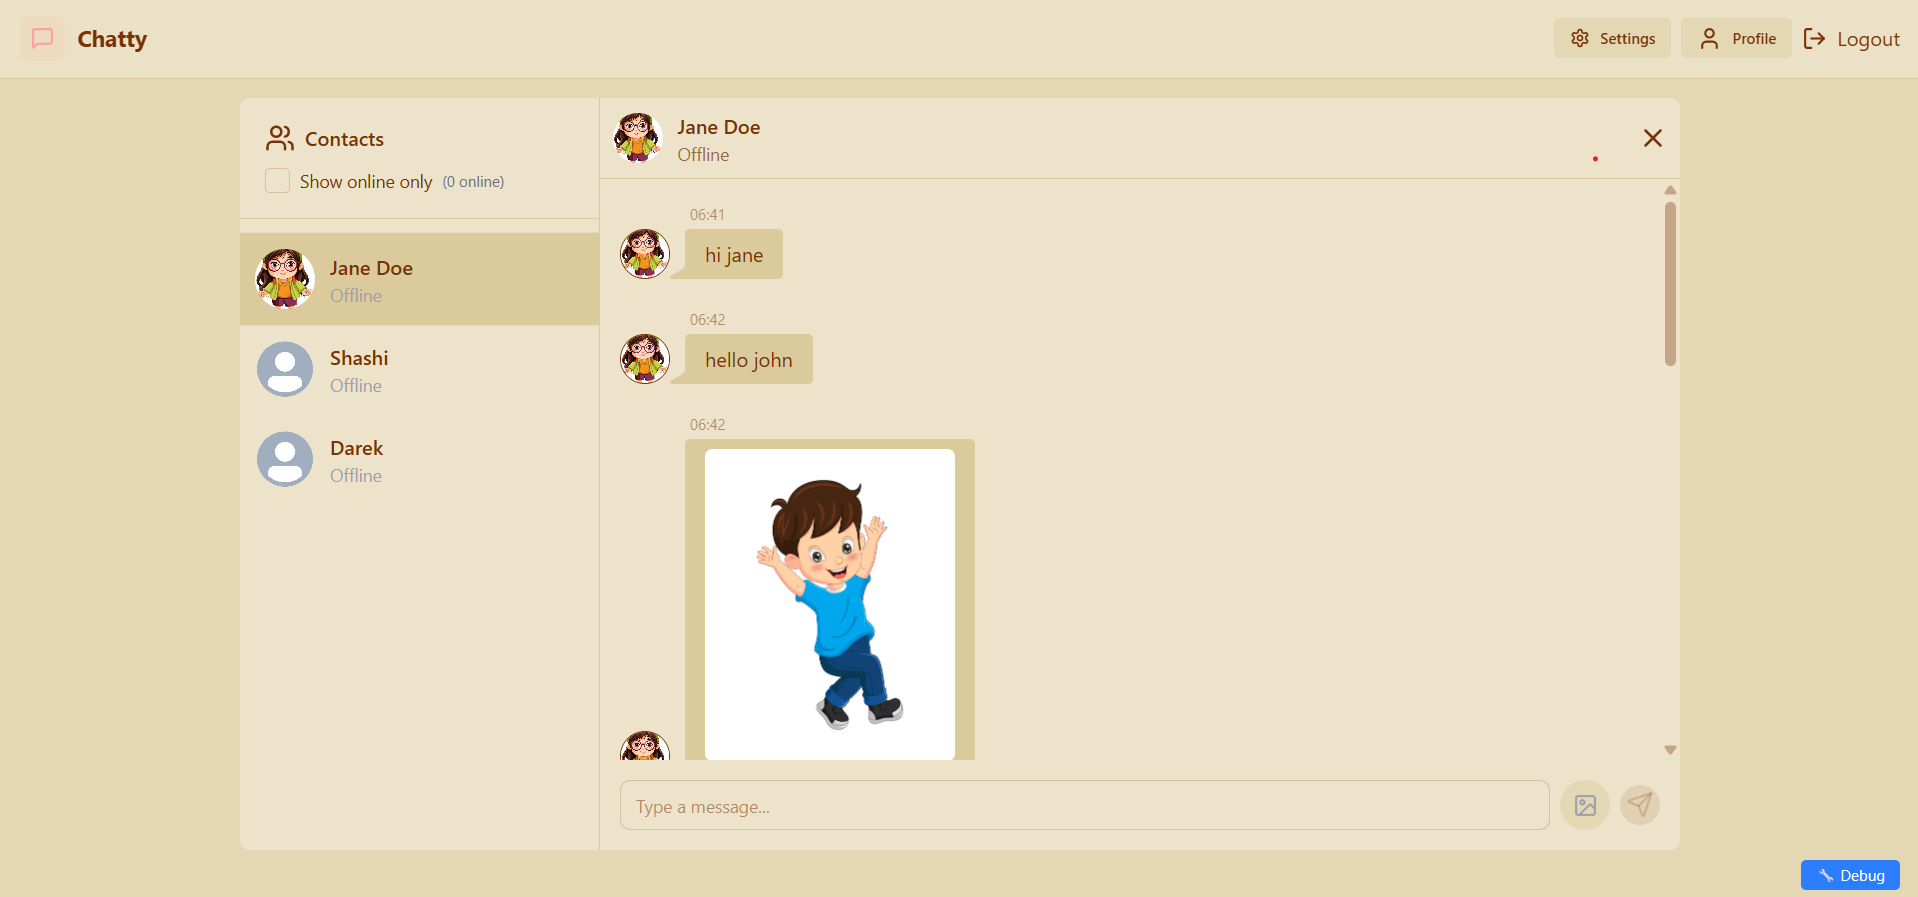 Chatty
Settings
Profile
Logout
Contacts
Show online only (0 online)
Jane Doe
Offline
Shashi
Offline
Darek
Offline
Jane Doe
Offline
06:41
hi jane
06:42
hello john
06:42
Type a message...
Debug